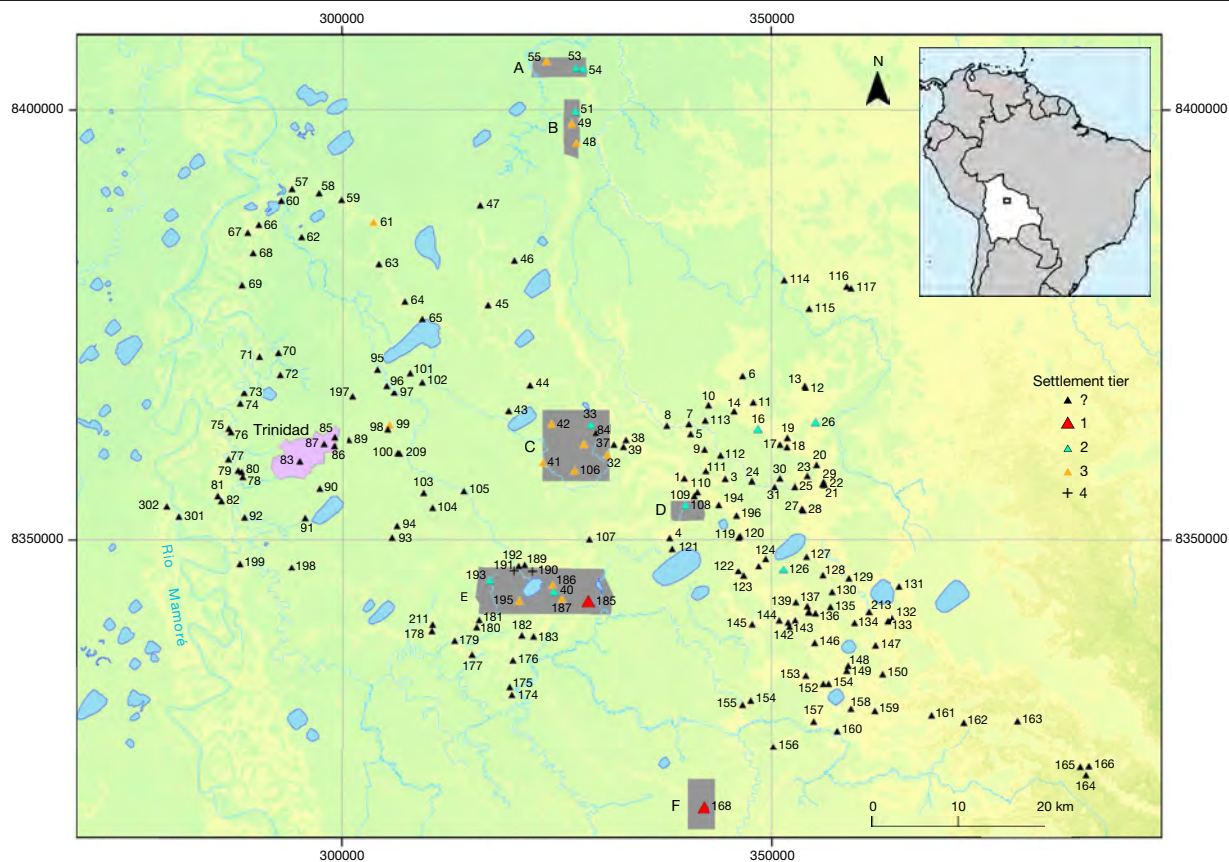 300000 350000
55 53
A 54
N
8400000 51 8400000
B 49
48
57 58
60 59
66 61
67 62
47
68 63
46
69
114 116
117
64 45 115
65
71 70
95
72 101
96 102
97
6 13
12
44
73 197
74
10 14 11
43
Settlement tier
?
1
2
3
4
42 33
8 7 113 16 26
75 76 Trinidad 85 98 99
84 5 19
87 89
86
C 37 38
39
17 18
77 100 209
9 112
83 41 106 32
20
79 80
78
1 111 3 24 30 23 29
22
81 90 105
110
109 31 25 21
82 103
302 104
D 108 194
27 28
301 92 91
94 196
8350000 93 107 4 119 120 8350000
121
199 198
192 189
191 190
124 127
193 186
122 126 128
123 129
E 40
195 187 185
130 131
Rio Mamoré
139 137 135 213 132
136 134 133
211 181
144
145 143
142
178 180 182 183
179
146 147
177 176
148
149 150
153
175 152 154
174
155 154
158 159
157 161 162 163
160
156
165 166
164
F 168
0 10 20 km
300000 350000